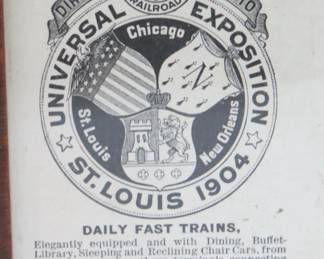 RAILROAD
UNIVERSAL EXPOSITION
Chicago
N
St. Louis
New Orleans
ST. LOUIS 1904
DAILY FAST TRAINS,
Elegantly equipped and with Dining, Buffet-
Library, Sleeping and Reclining Chair Cars, from